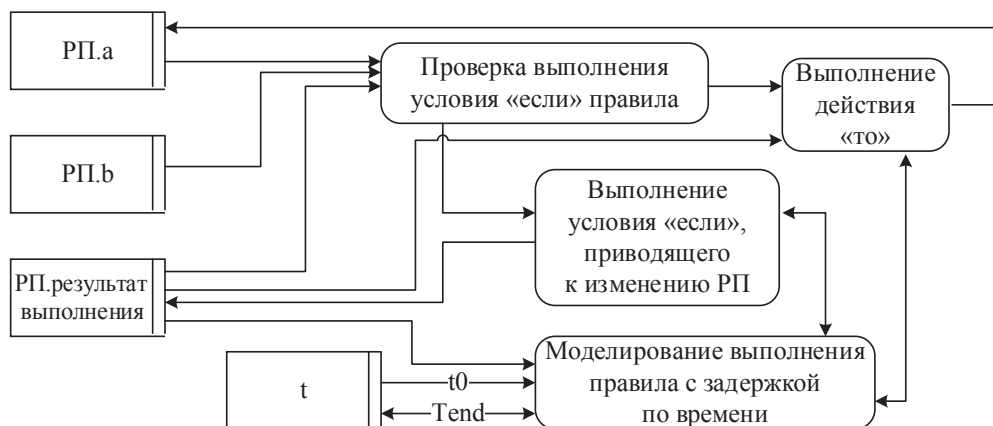 РП.a
Проверка выполнения
условия «если» правила
Выполнение
действия
«то»
РП.b
Выполнение
условия «если»,
приводящего
к изменению РП
РП.результат
выполнения
Моделирование выполнения
правила с задержкой
по времени
t
t0
Tend